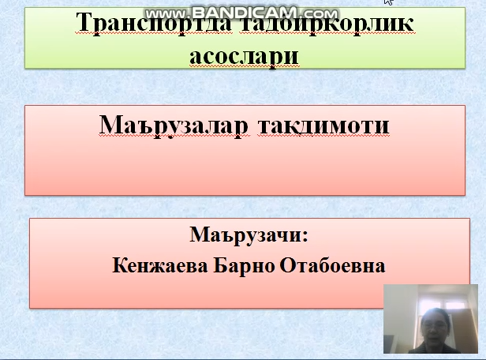 WWW.BANDICAM.COM
Транспортда тадбиркорлик
асослари
Маърузалар тақдимоти
Маърузачи:
Кенжаева Барно Отабоевна